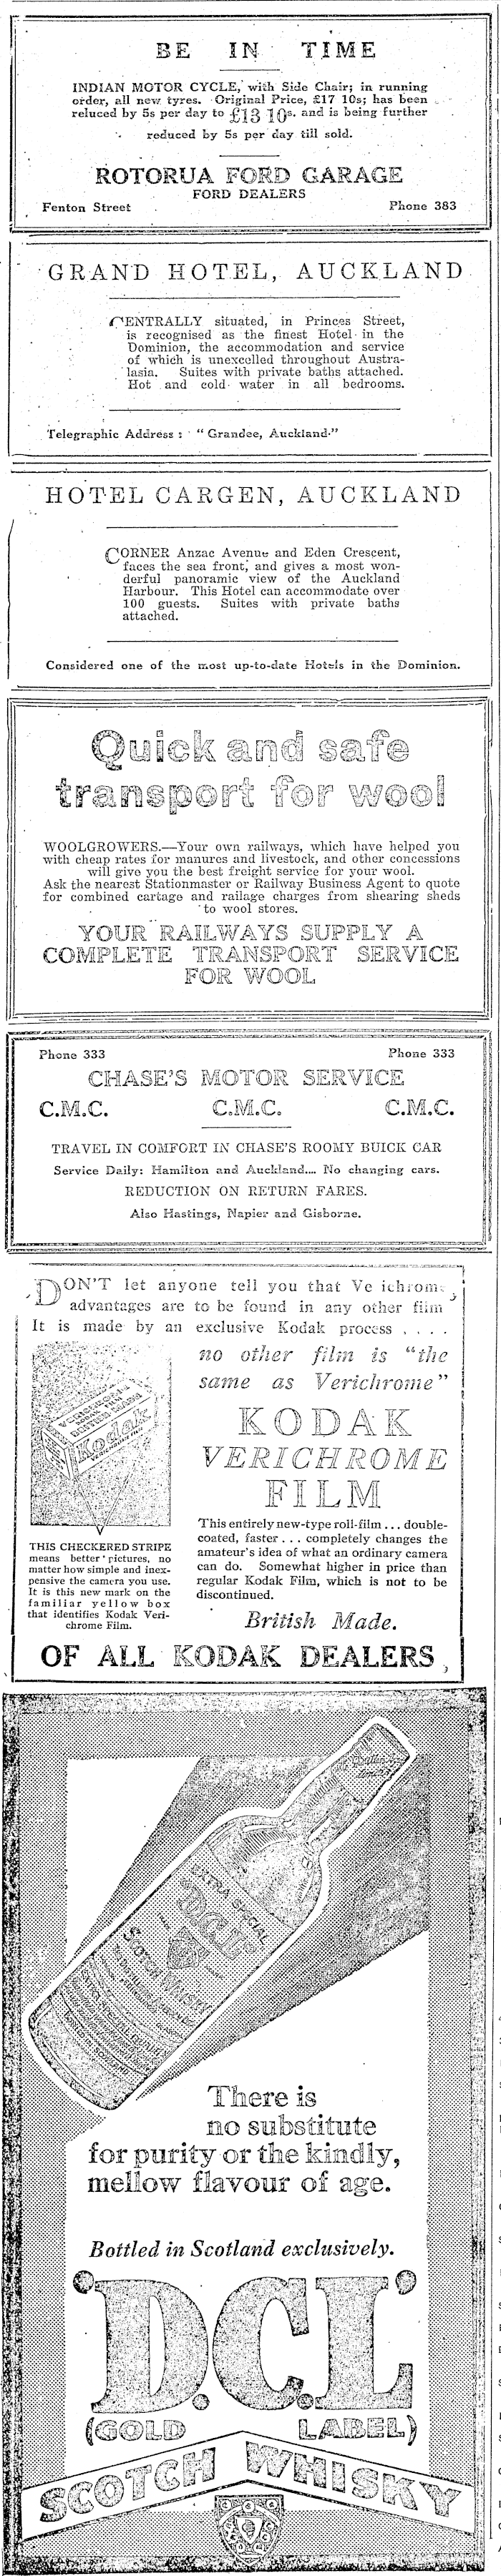 BE IN TIME
INDIAN MOTOR CYCLE, with Side Chair; in running
order, all new tyres. Original Price, £17 10s; has been
reluced by 5s per day to £13 10s. and is being further
reduced by 5s per day till sold.
ROTORUA FORD GARAGE
FORD DEALERS
Fenton Street Phone 383
GRAND HOTEL, AUCKLAND
CENTRALLY situated, in Princes Street,
is recognised as the finest Hotel in the
Dominion, the accommodation and service
of which is unexcelled throughout Austra-
lasia. Suites with private baths attached.
Hot and cold water in all bedrooms.
Telegraphic Address : "Grandee, Auckland."
HOTEL CARGEN, AUCKLAND
CORNER Anzac Avenue and Eden Crescent,
faces the sea front, and gives a most won-
derful panoramic view of the Auckland
Harbour. This Hotel can accommodate over
100 guests. Suites with private baths
attached.
Considered one of the most up-to-date Hotels in the Dominion.
Quick and safe
transport for wool
WOOLGROWERS.—Your own railways, which have helped you
with cheap rates for manures and livestock, and other concessions
will give you the best freight service for your wool.
Ask the nearest Stationmaster or Railway Business Agent to quote
for combined cartage and railage charges from shearing sheds
to wool stores.
YOUR RAILWAYS SUPPLY A
COMPLETE TRANSPORT SERVICE
FOR WOOL
Phone 333 Phone 333
CHASE'S MOTOR SERVICE
C.M.C. C.M.C. C.M.C.
TRAVEL IN COMFORT IN CHASE'S ROOMY BUICK CAR
Service Daily: Hamilton and Auckland.... No changing cars.
REDUCTION ON RETURN FARES.
Also Hastings, Napier and Gisborne.
DON'T let anyone tell you that Ve ichrome
advantages are to be found in any other film
It is made by an exclusive Kodak process . . . .
no other film is "the
same as Verichrome"
KODAK
VERICHROME
FILM
Kodak
THIS CHECKERED STRIPE
means better pictures, no
matter how simple and inex-
pensive the camera you use.
It is this new mark on the
familiar yellow box
that identifies Kodak Veri-
chrome Film.
This entirely new-type roll-film . . . double-
coated, faster . . . completely changes the
amateur's idea of what an ordinary camera
can do. Somewhat higher in price than
regular Kodak Film, which is not to be
discontinued.
British Made.
OF ALL KODAK DEALERS
EXTRA SPECIAL
"D.C.L"
SCOTCH WHISKY
There is
no substitute
for purity or the kindly,
mellow flavour of age.
Bottled in Scotland exclusively.
'D.C.L'
(GOLD LABEL)
SCOTCH WHISKY